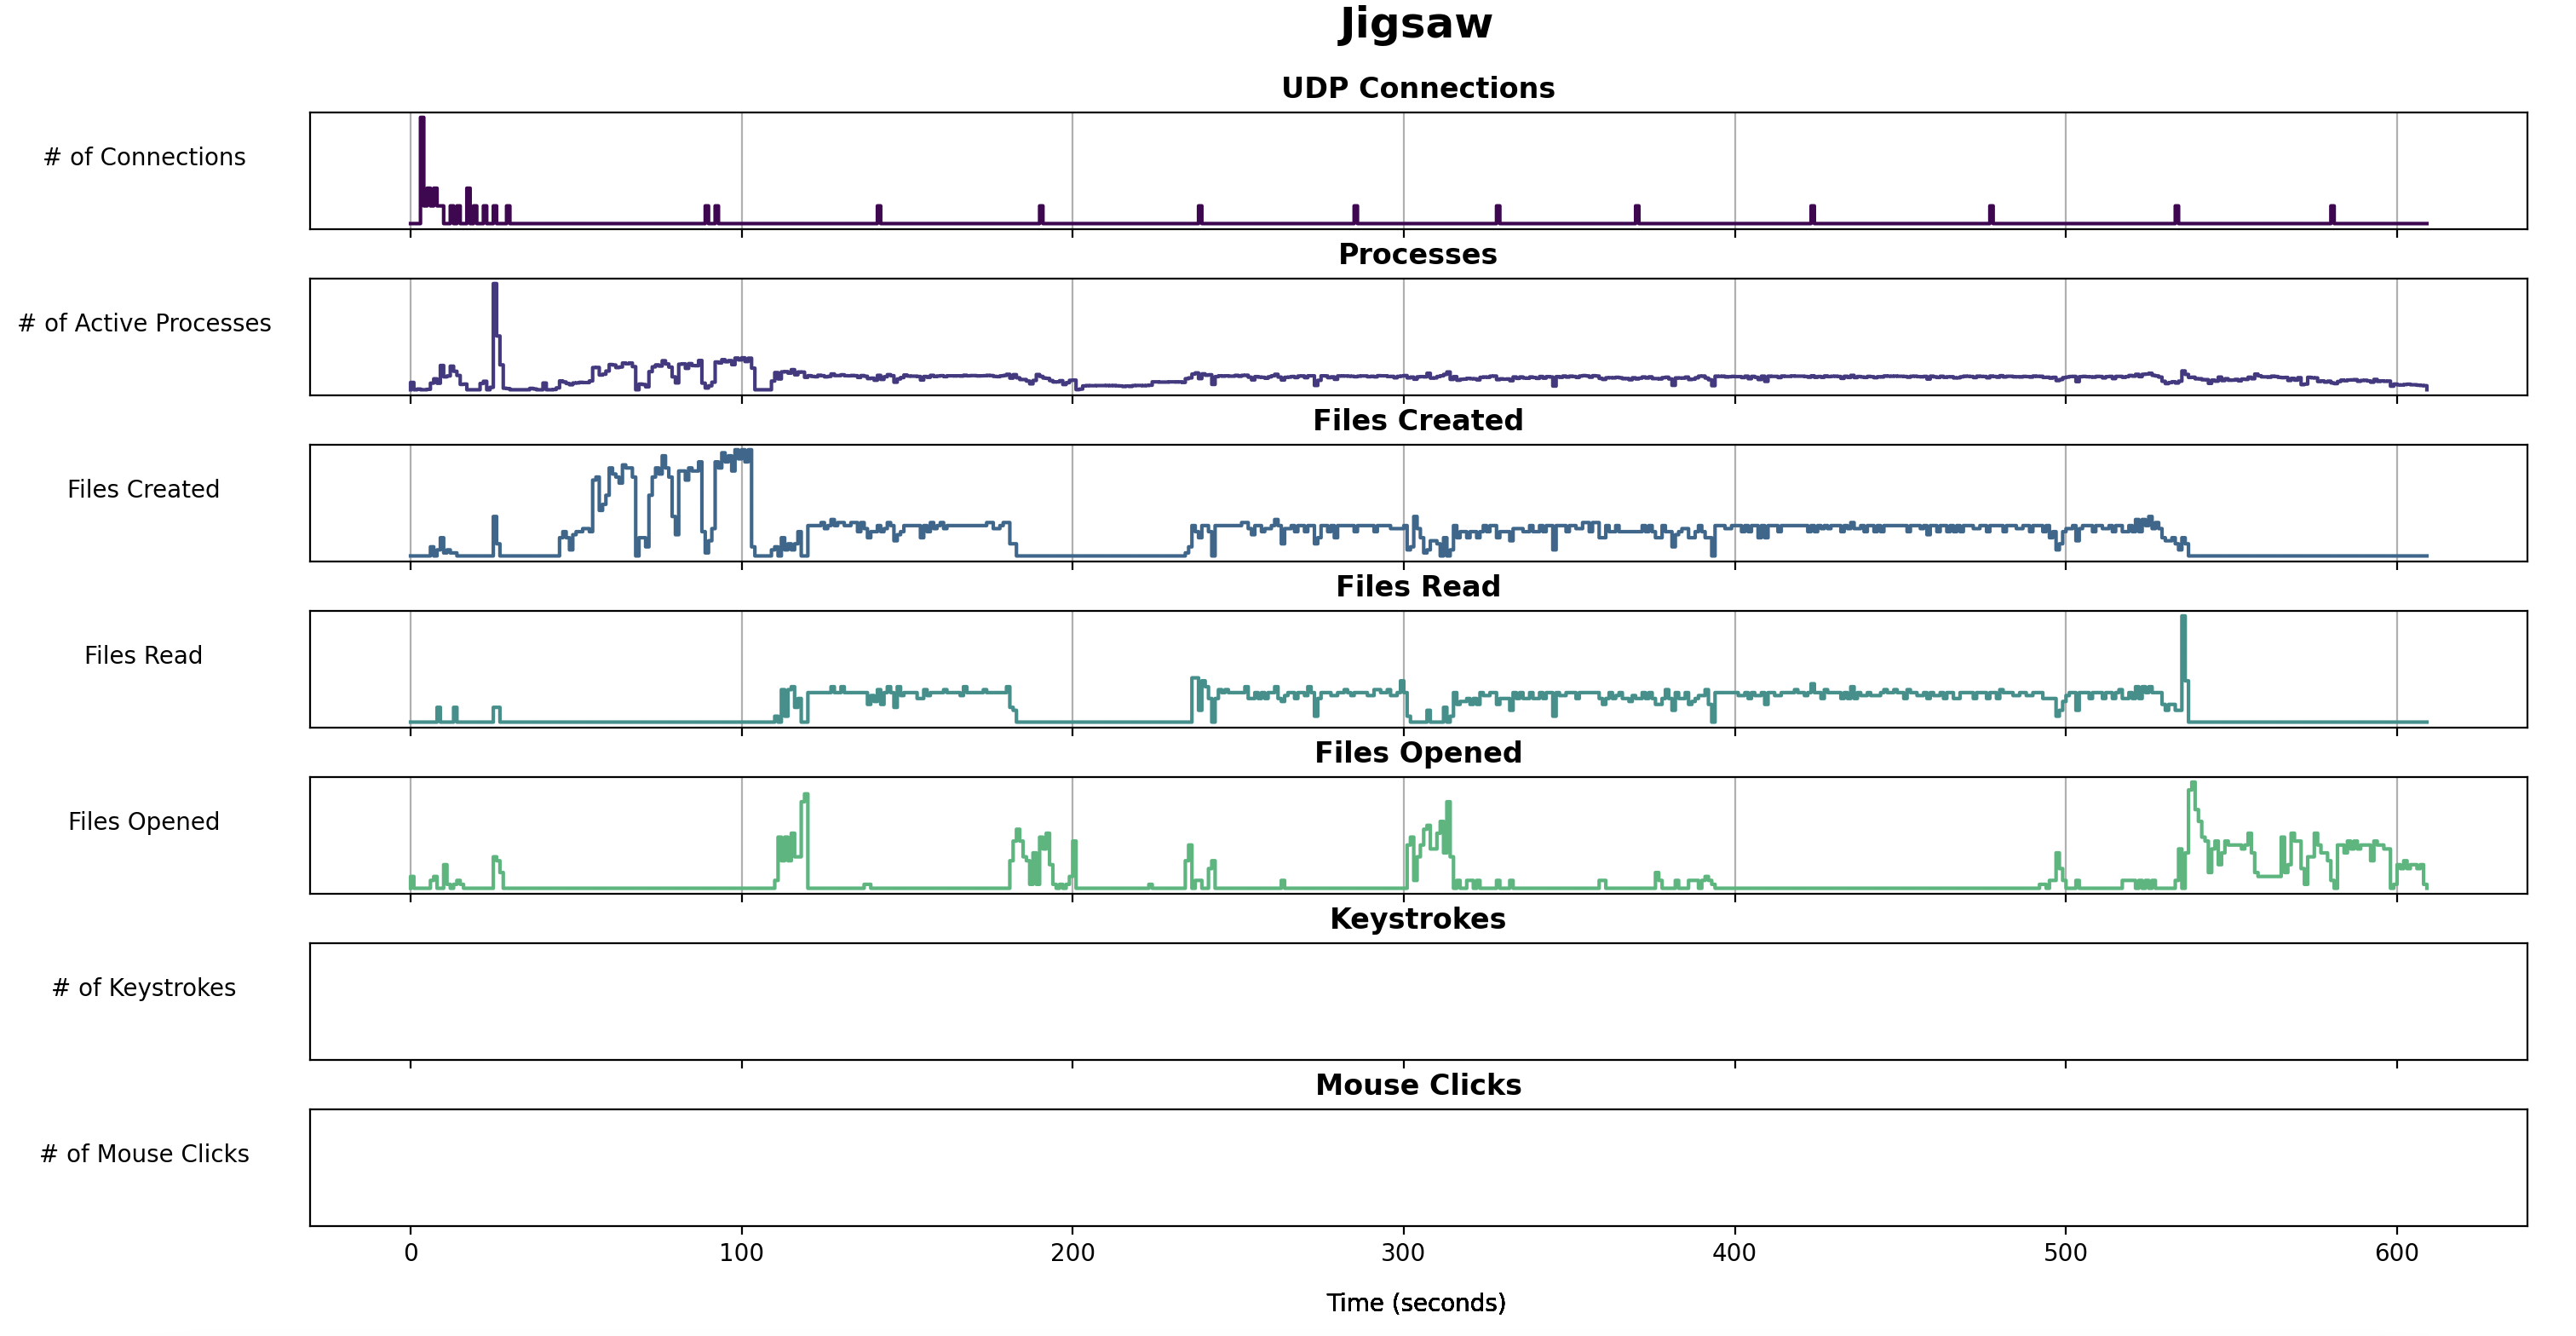 Jigsaw
UDP Connections
# of Connections
Processes
# of Active Processes
Files Created
Files Created
Files Read
Files Read
Files Opened
Files Opened
Keystrokes
# of Keystrokes
Mouse Clicks
# of Mouse Clicks
0 100 200 300 400 500 600
Time (seconds)